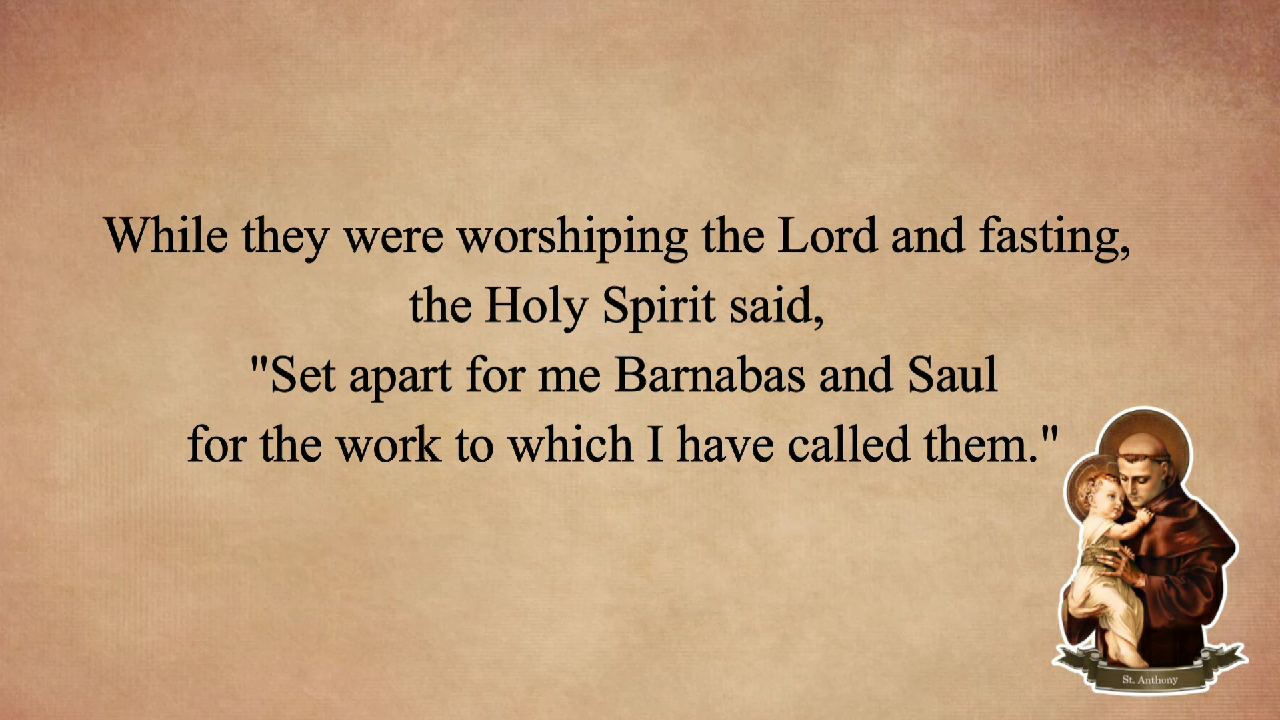 While they were worshiping the Lord and fasting,
the Holy Spirit said,
"Set apart for me Barnabas and Saul
for the work to which I have called them."
St. Anthony